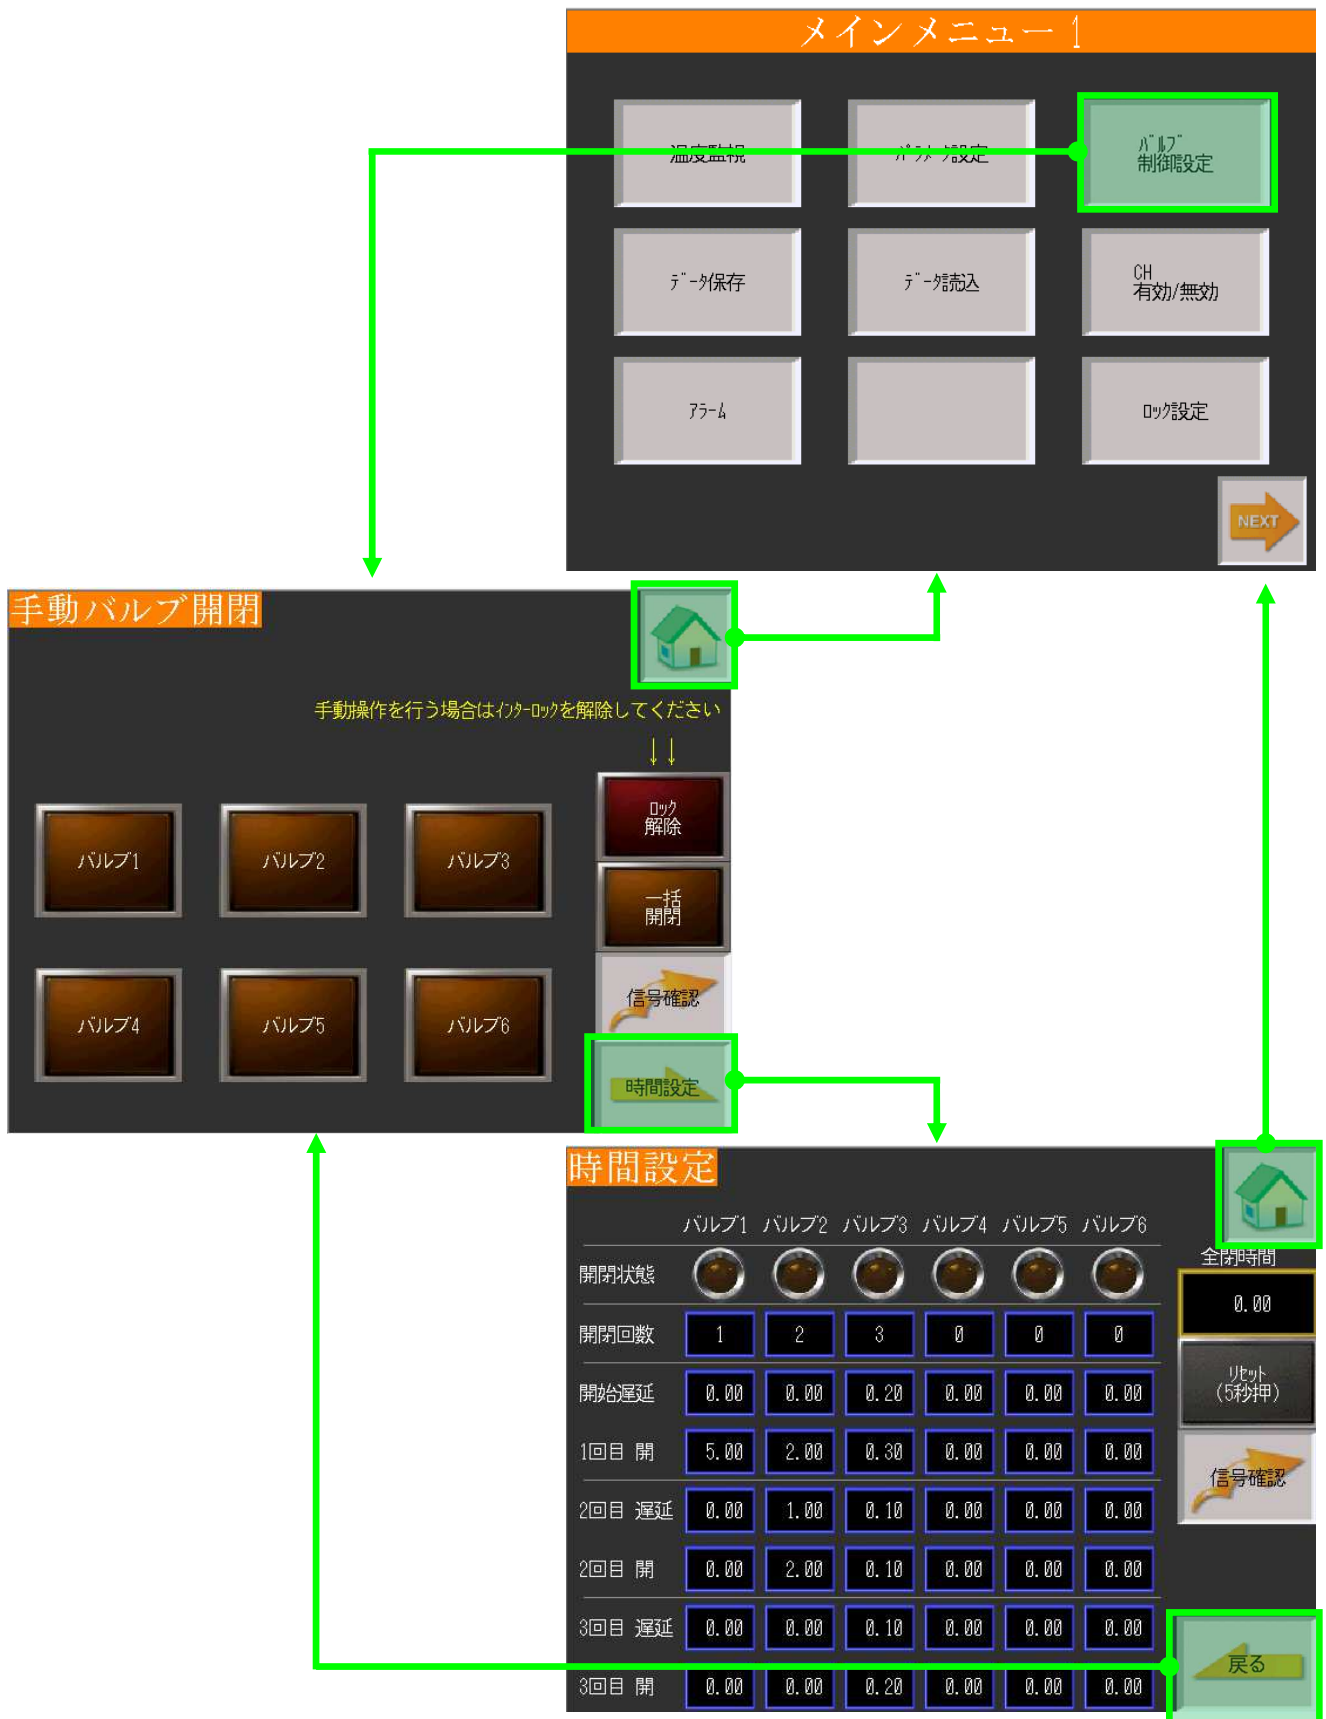 メインメニュー 1
温度監視
ﾊﾟﾗﾒｰﾀ設定
ﾊﾞﾙﾌﾞ
制御設定
ﾃﾞｰﾀ保存
ﾃﾞｰﾀ読込
CH
有効/無効
ｱﾗｰﾑ
ﾛｯｸ設定
NEXT
手動バルブ開閉
手動操作を行う場合はｲﾝﾀｰﾛｯｸを解除してください
↓↓
ﾛｯｸ
解除
バルブ1
バルブ2
バルブ3
一括
開閉
信号確認
バルブ4
バルブ5
バルブ6
時間設定
時間設定
バルブ1 バルブ2 バルブ3 バルブ4 バルブ5 バルブ6
開閉状態
全閉時間
0.00
開閉回数 1 2 3 0 0 0
ﾘｾｯﾄ
(5秒押)
開始遅延 0.00 0.00 0.20 0.00 0.00 0.00
1回目 開 5.00 2.00 0.30 0.00 0.00 0.00
信号確認
2回目 遅延 0.00 1.00 0.10 0.00 0.00 0.00
2回目 開 0.00 2.00 0.10 0.00 0.00 0.00
3回目 遅延 0.00 0.00 0.10 0.00 0.00 0.00
戻る
3回目 開 0.00 0.00 0.20 0.00 0.00 0.00